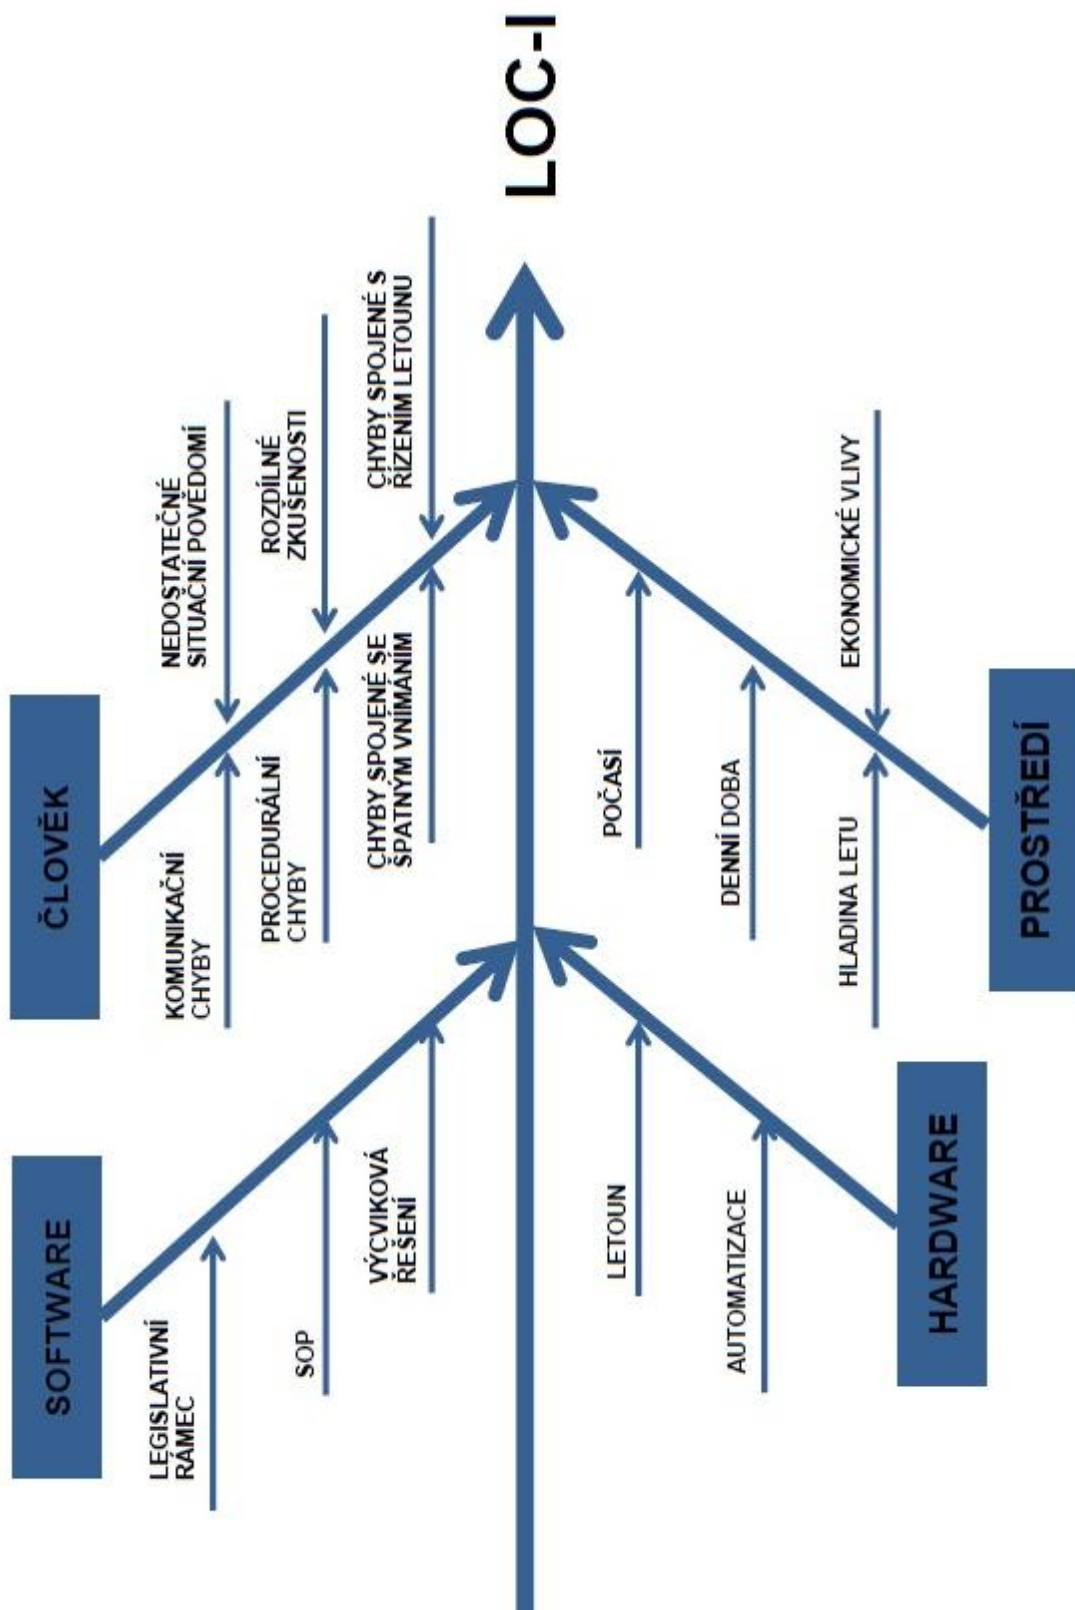 SOFTWARE
LEGISLATIVNÍ
RÁMEC
SOP
VÝCVIKOVÁ
ŘEŠENÍ
ČLOVĚK
KOMUNIKAČNÍ
CHYBY
NEDOSTATEČNÉ
SITUAČNÍ POVĚDOMÍ
PROCEDURÁLNÍ
CHYBY
ROZDÍLNÉ
ZKUŠENOSTI
CHYBY SPOJENÉ SE
ŠPATNÝM VNÍMÁNÍM
CHYBY SPOJENÉ S
ŘÍZENÍM LETOUNU
LOC-I
LETOUN
AUTOMATIZACE
HARDWARE
POČASÍ
DENNÍ DOBA
HLADINA LETU
EKONOMICKÉ VLIVY
PROSTŘEDÍ